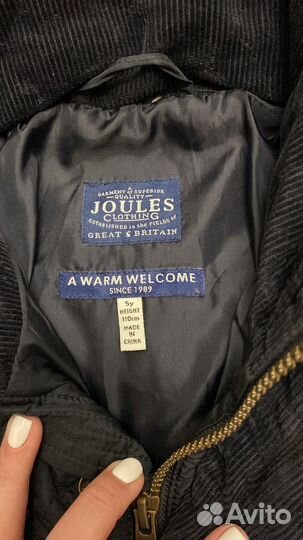 GARMENT of SUPERIOR
QUALITY
JOULES
CLOTHING
ESTABLISHED in the FIELDS OF
GREAT & BRITAIN
A WARM WELCOME
SINCE 1989
5y
HEIGHT
110cm
MADE
IN
CHINA
Avito